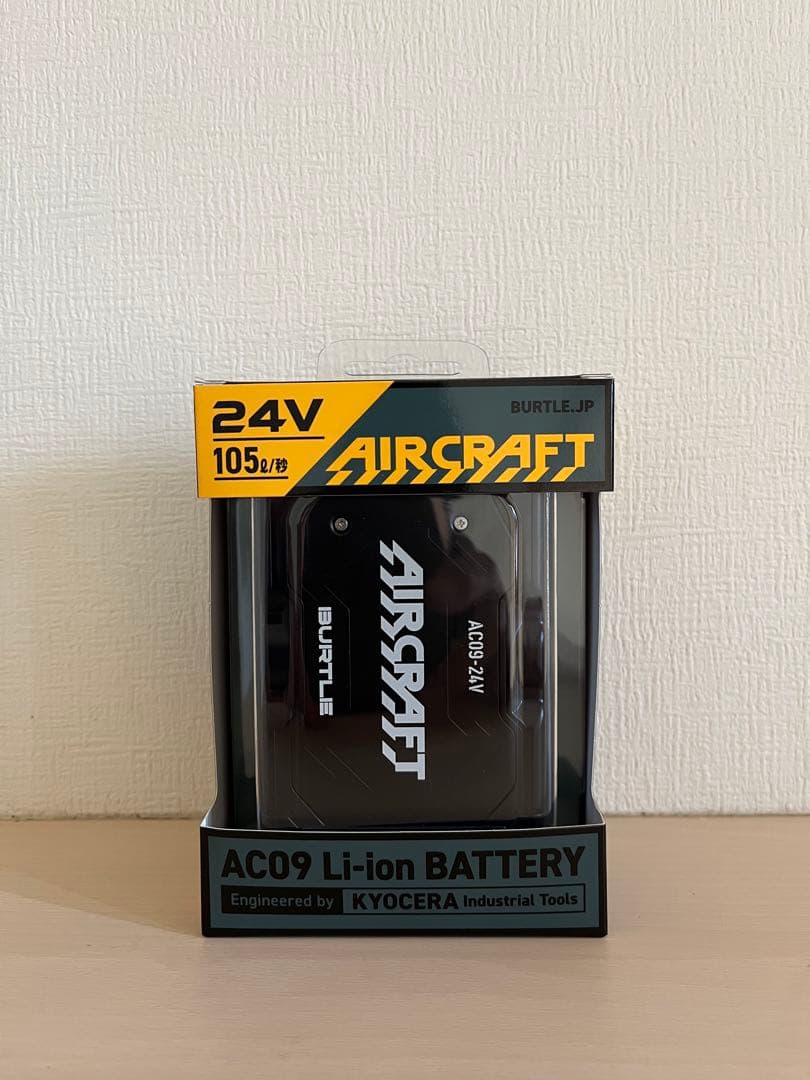 24V
105ℓ/秒
BURTLE.JP
AIRCRAFT
AIRCRAFT
BURTLE
AC09-24V
AC09 Li-ion BATTERY
Engineered by KYOCERA Industrial Tools